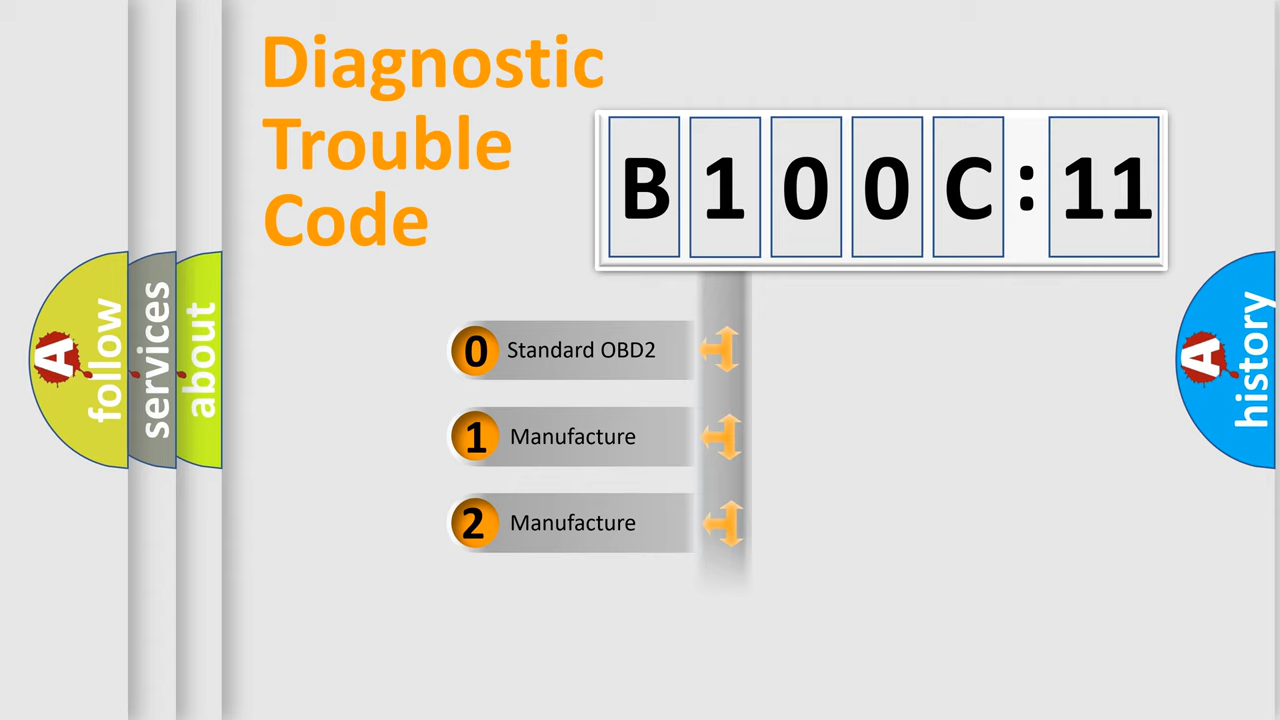 Diagnostic
Trouble
Code
B 1 0 0 C : 11
0 Standard OBD2
1 Manufacture
2 Manufacture
A follow
services
about
A history